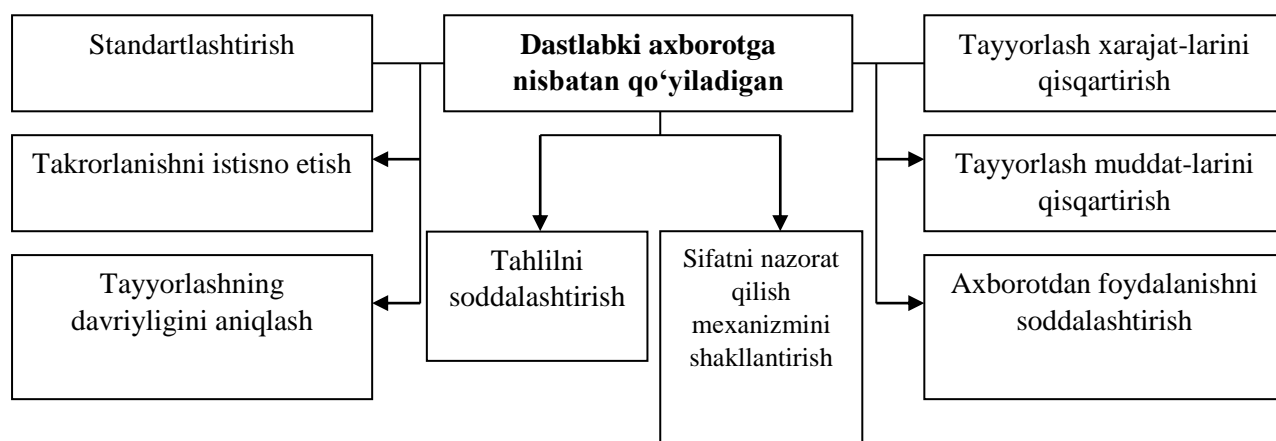 Standartlashtirish
Dastlabki axborotga
nisbatan qo‘yiladigan
Tayyorlash xarajat-larini
qisqartirish
Takrorlanishni istisno etish
Tayyorlash muddat-larini
qisqartirish
Tayyorlashning
davriyligini aniqlash
Tahlilni
soddalashtirish
Sifatni nazorat
qilish
mexanizmini
shakllantirish
Axborotdan foydalanishni
soddalashtirish